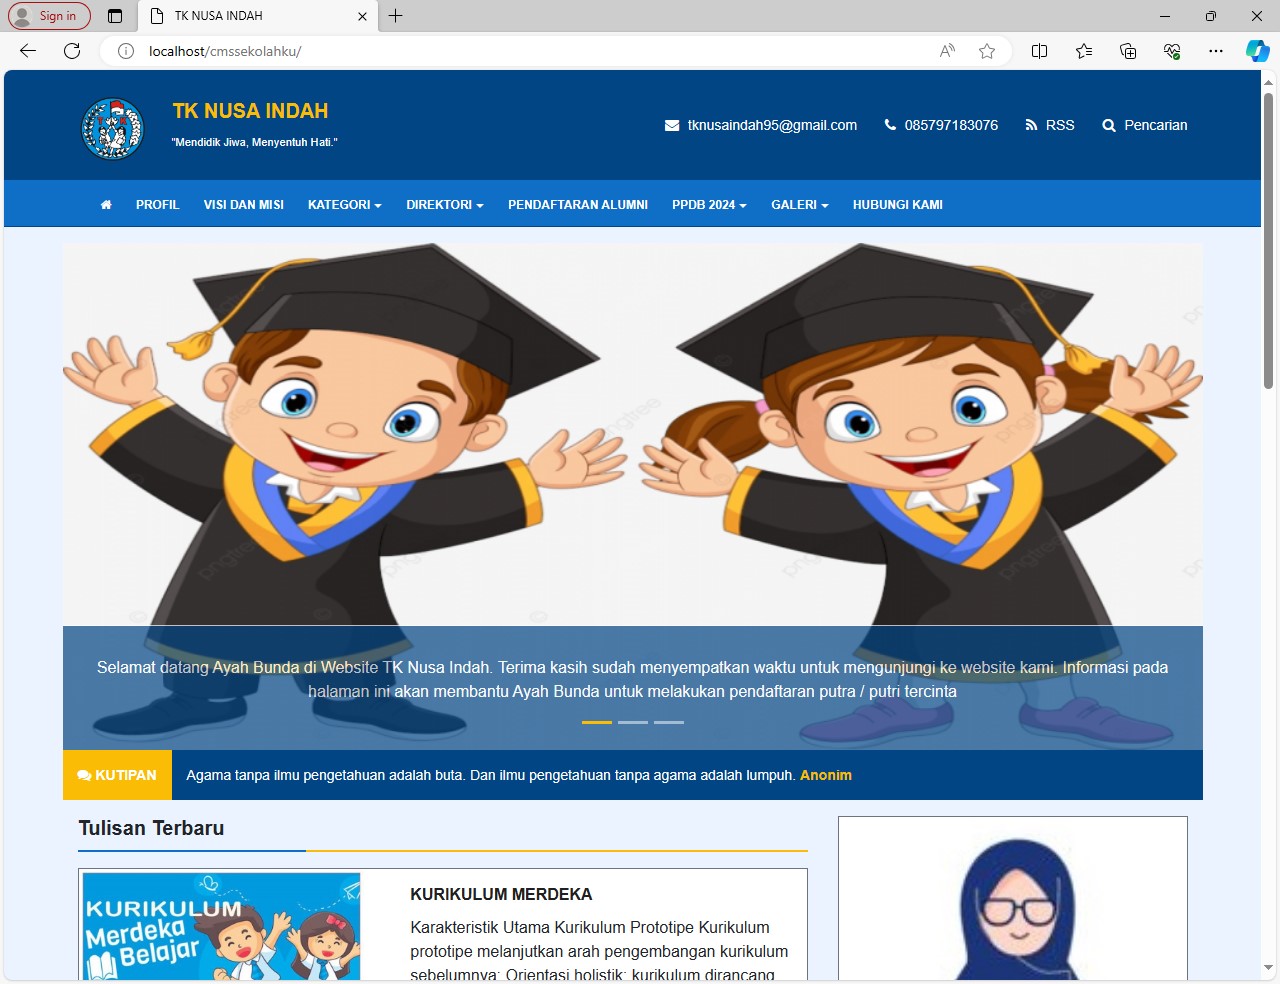 Sign in
TK NUSA INDAH
localhost/cmssekolahku/
TK NUSA INDAH
"Mendidik Jiwa, Menyentuh Hati."
tknusaindah95@gmail.com 085797183076 RSS Pencarian
PROFIL VISI DAN MISI KATEGORI DIREKTORI PENDAFTARAN ALUMNI PPDB 2024 GALERI HUBUNGI KAMI
pngtree
Selamat datang Ayah Bunda di Website TK Nusa Indah. Terima kasih sudah menyempatkan waktu untuk mengunjungi ke website kami. Informasi pada
halaman ini akan membantu Ayah Bunda untuk melakukan pendaftaran putra / putri tercinta
KUTIPAN Agama tanpa ilmu pengetahuan adalah buta. Dan ilmu pengetahuan tanpa agama adalah lumpuh. Anonim
Tulisan Terbaru
KURIKULUM
Merdeka
Belajar
KURIKULUM MERDEKA
Karakteristik Utama Kurikulum Prototipe Kurikulum
prototipe melanjutkan arah pengembangan kurikulum
sebelumnya: Orientasi holistik: kurikulum dirancang